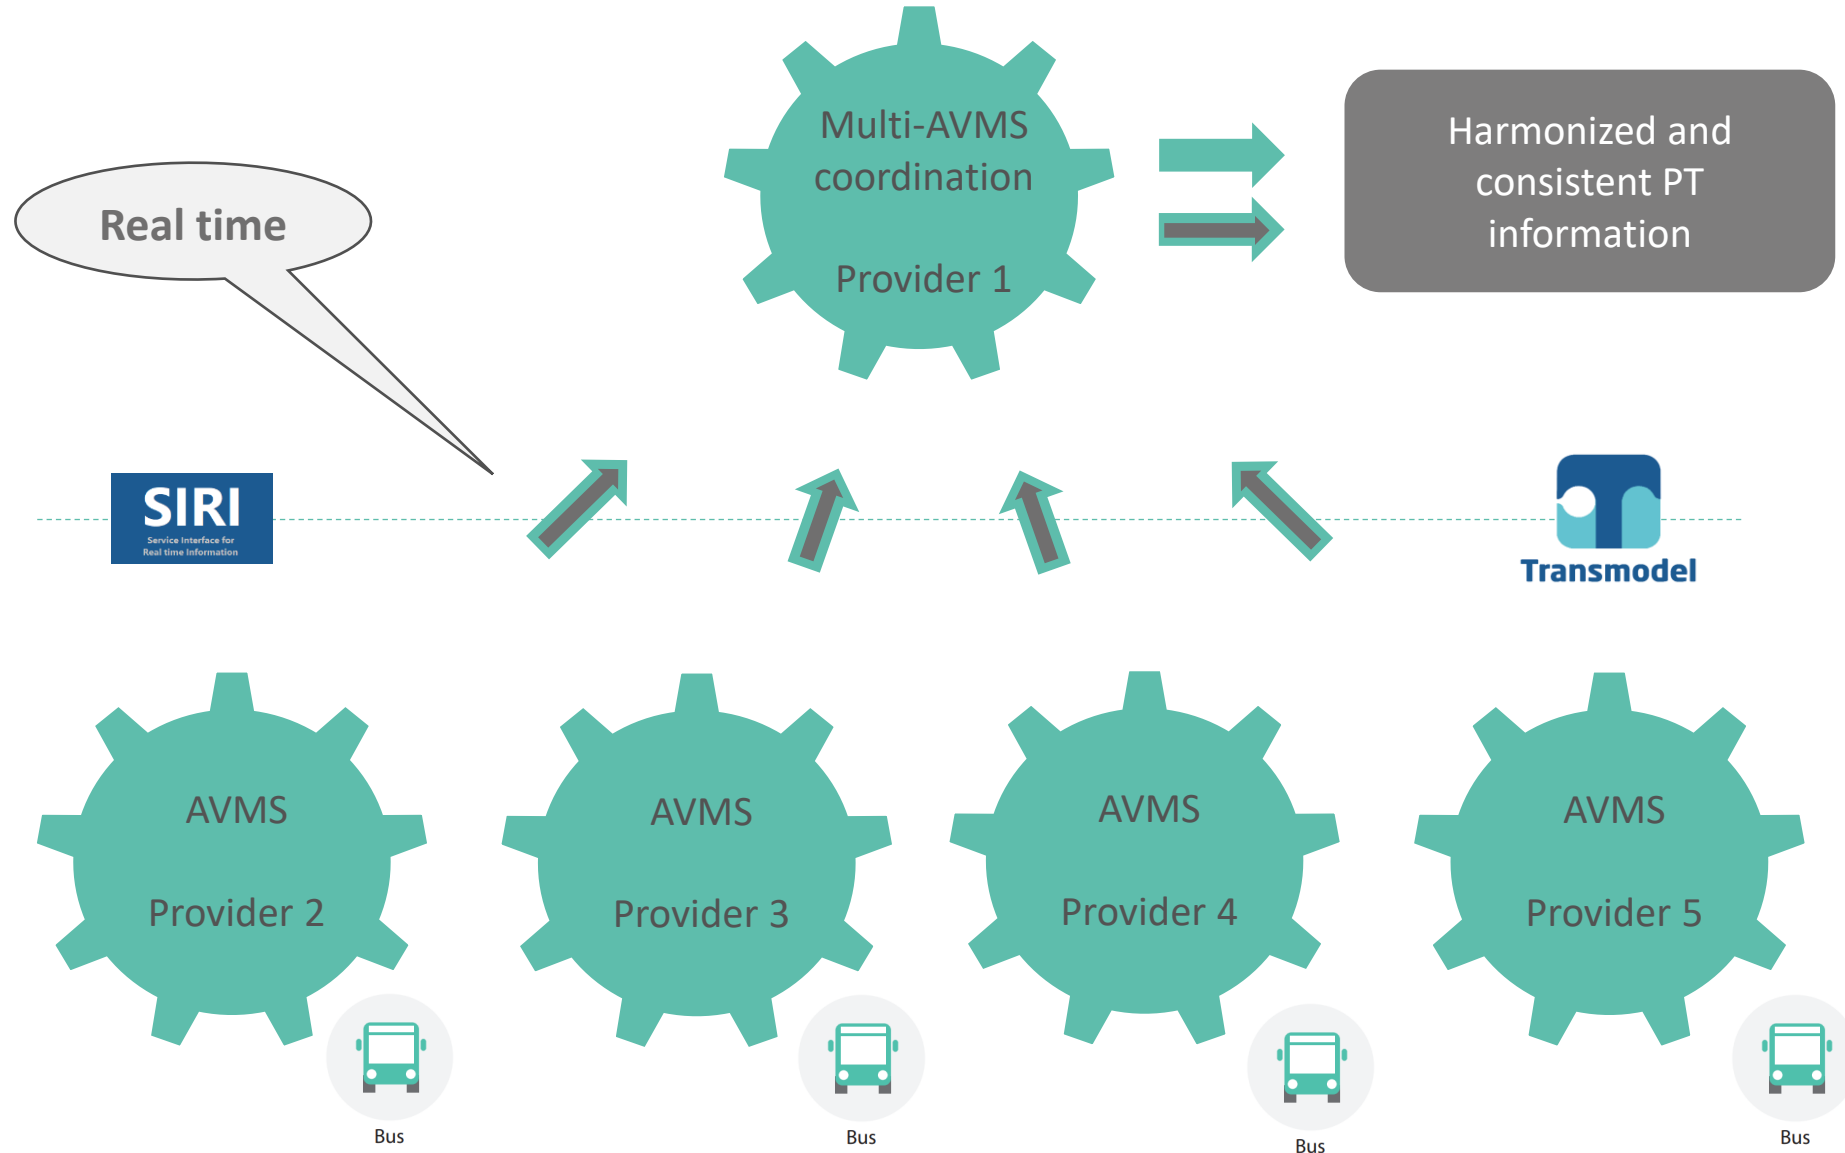 Multi-AVMS
coordination
Provider 1
Harmonized and
consistent PT
information
Real time
SIRI
Service Interface for
Real time Information
Transmodel
AVMS
Provider 2
AVMS
Provider 3
AVMS
Provider 4
AVMS
Provider 5
Bus
Bus
Bus
Bus